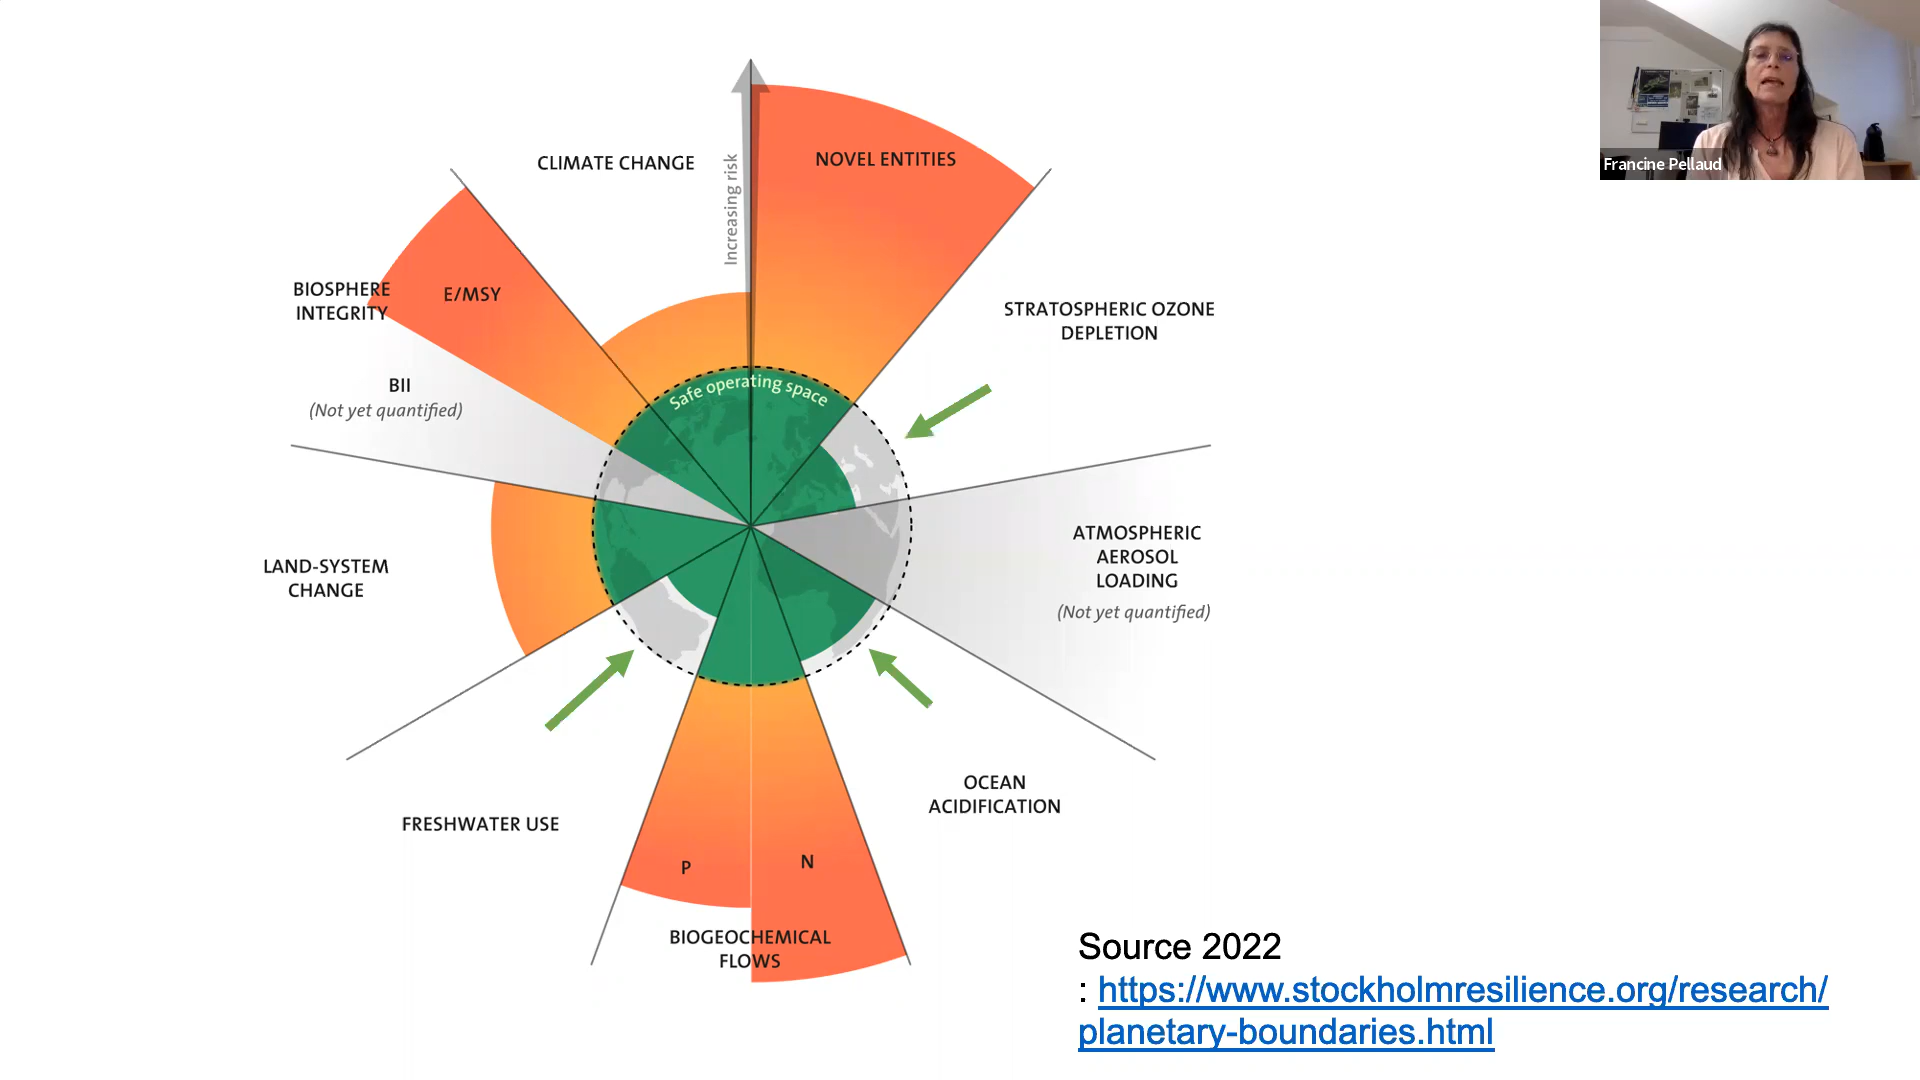 Francine Pellaud
CLIMATE CHANGE
Increasing risk
NOVEL ENTITIES
BIOSPHERE
INTEGRITY
E/MSY
STRATOSPHERIC OZONE
DEPLETION
BII
(Not yet quantified)
Safe operating space
LAND-SYSTEM
CHANGE
ATMOSPHERIC
AEROSOL
LOADING
(Not yet quantified)
FRESHWATER USE
OCEAN
ACIDIFICATION
P
N
BIOGEOCHEMICAL
FLOWS
Source 2022
: https://www.stockholmresilience.org/research/
planetary-boundaries.html